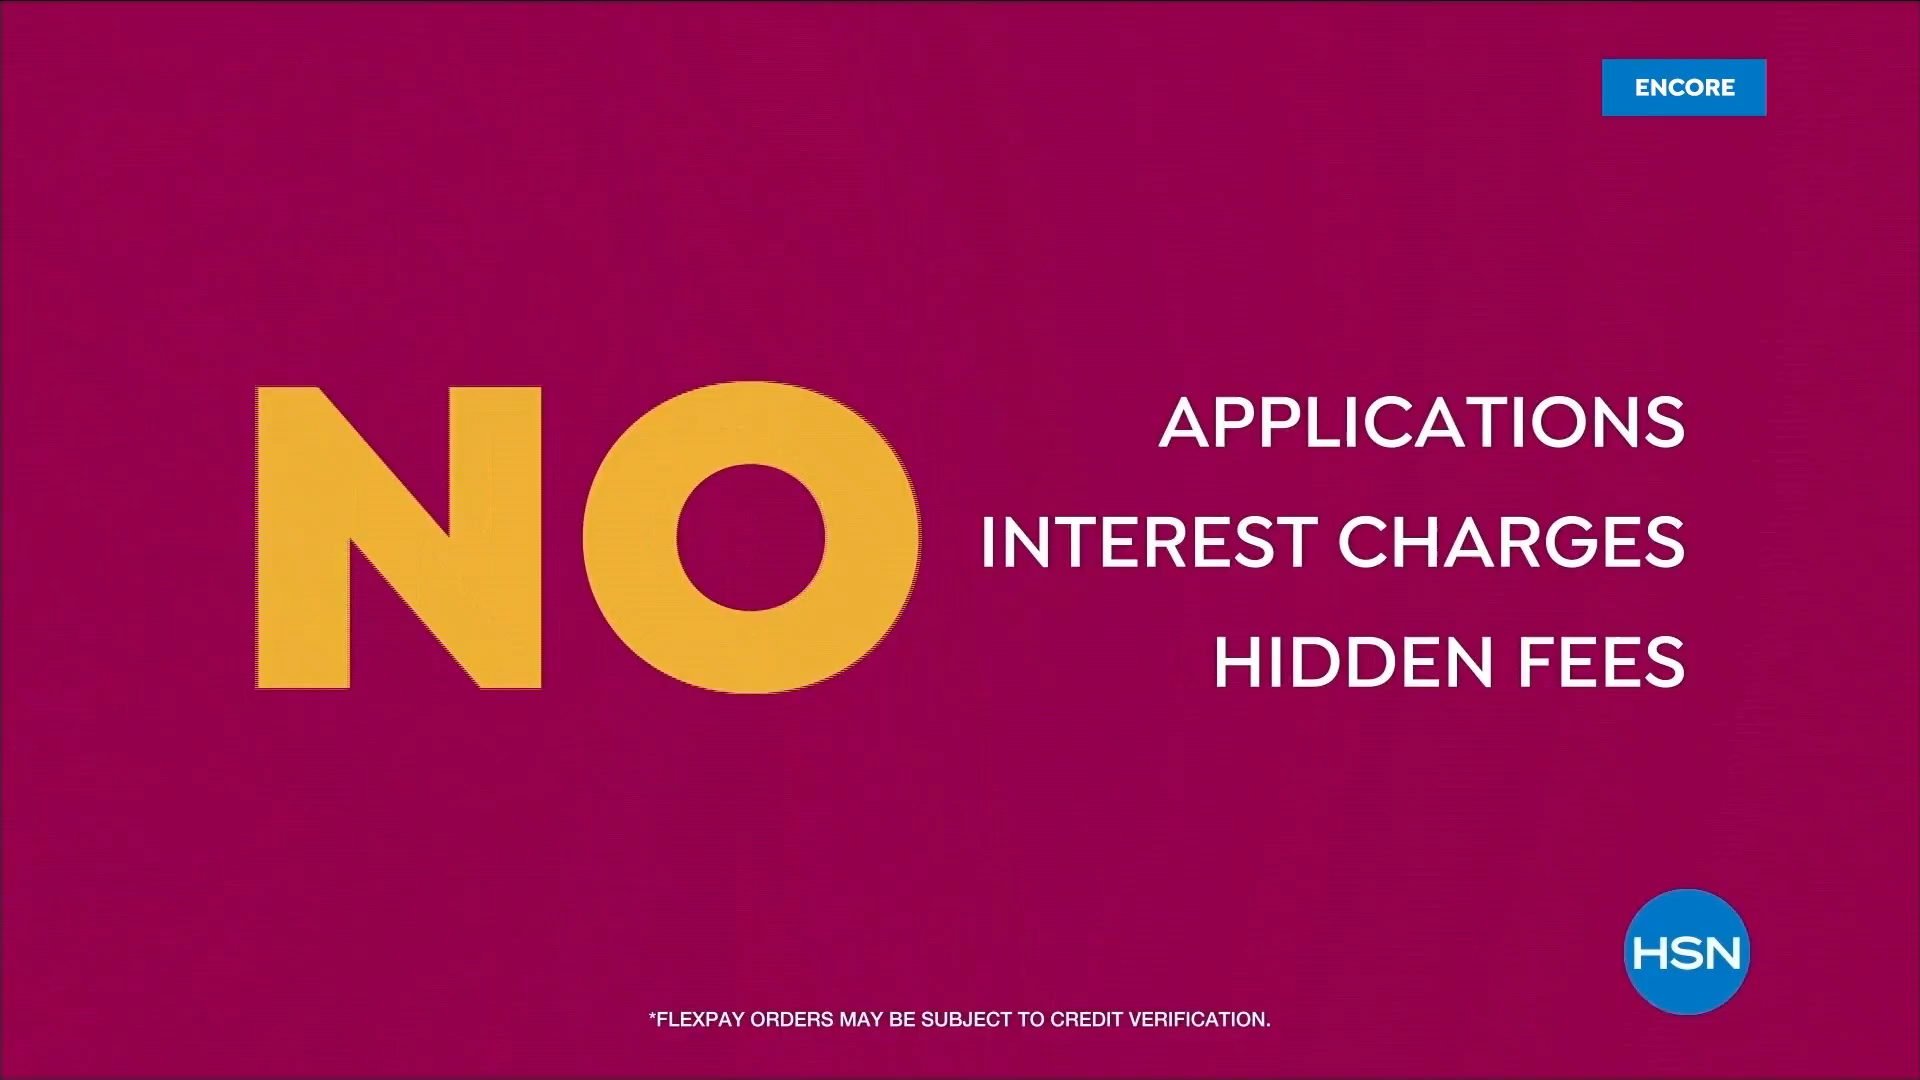 ENCORE
NO
APPLICATIONS
INTEREST CHARGES
HIDDEN FEES
HSN
*FLEXPAY ORDERS MAY BE SUBJECT TO CREDIT VERIFICATION.